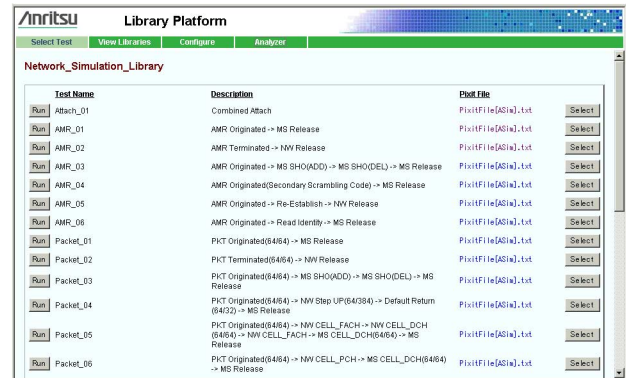 Anritsu Library Platform
Select Test View Libraries Configure Analyzer
Network_Simulation_Library
Test Name Description Pixit File
Run Attach_01 Combined Attach PixitFile[ASim].txt Select
Run AMR_01 AMR Originated -> MS Release PixitFile[ASim].txt Select
Run AMR_02 AMR Terminated -> NW Release PixitFile[ASim].txt Select
Run AMR_03 AMR Originated -> MS SHO(ADD) -> MS SHO(DEL) -> MS Release PixitFile[ASim].txt Select
Run AMR_04 AMR Originated(Secondary Scrambling Code) -> MS Release PixitFile[ASim].txt Select
Run AMR_05 AMR Originated -> Re-Establish -> NW Release PixitFile[ASim].txt Select
Run AMR_06 AMR Originated -> Read Identity -> MS Release PixitFile[ASim].txt Select
Run Packet_01 PKT Originated(64/64) -> MS Release PixitFile[ASim].txt Select
Run Packet_02 PKT Terminated(64/64) -> NW Release PixitFile[ASim].txt Select
Run Packet_03 PKT Originated(64/64) -> MS SHO(ADD) -> MS SHO(DEL) -> MS
Release PixitFile[ASim].txt Select
Run Packet_04 PKT Originated(64/64) -> NW Step UP(64/384) -> Default Return
(64/32) -> MS Release PixitFile[ASim].txt Select
Run Packet_05 PKT Originated(64/64) -> NW CELL_FACH -> NW CELL_DCH
(64/64) -> NW CELL_FACH -> MS CELL_DCH(64/64) -> MS
Release PixitFile[ASim].txt Select
Run Packet_06 PKT Originated(64/64) -> NW CELL_PCH -> MS CELL_DCH(64/64)
-> MS Release PixitFile[ASim].txt Select